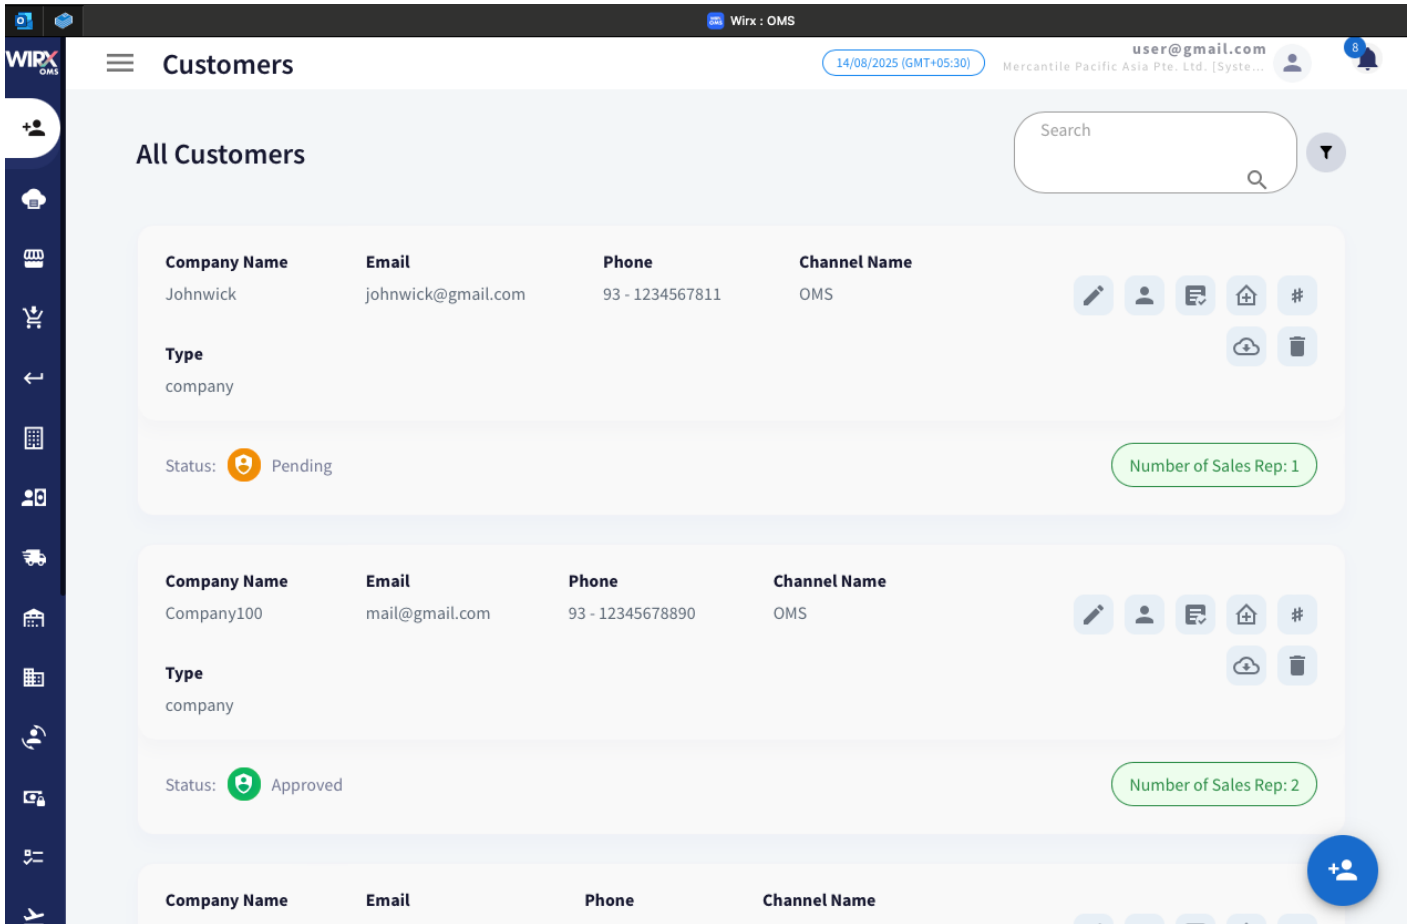 Wirx : OMS
WIRX
OMS
Customers
14/08/2025 (GMT+05:30)
user@gmail.com
Mercantile Pacific Asia Pte. Ltd. [Syste...
8
All Customers
Search
Company Name Email Phone Channel Name
Johnwick johnwick@gmail.com 93 - 1234567811 OMS
#
Type
company
Status: Pending Number of Sales Rep: 1
Company Name Email Phone Channel Name
Company100 mail@gmail.com 93 - 12345678890 OMS
#
Type
company
Status: Approved Number of Sales Rep: 2
Company Name Email Phone Channel Name